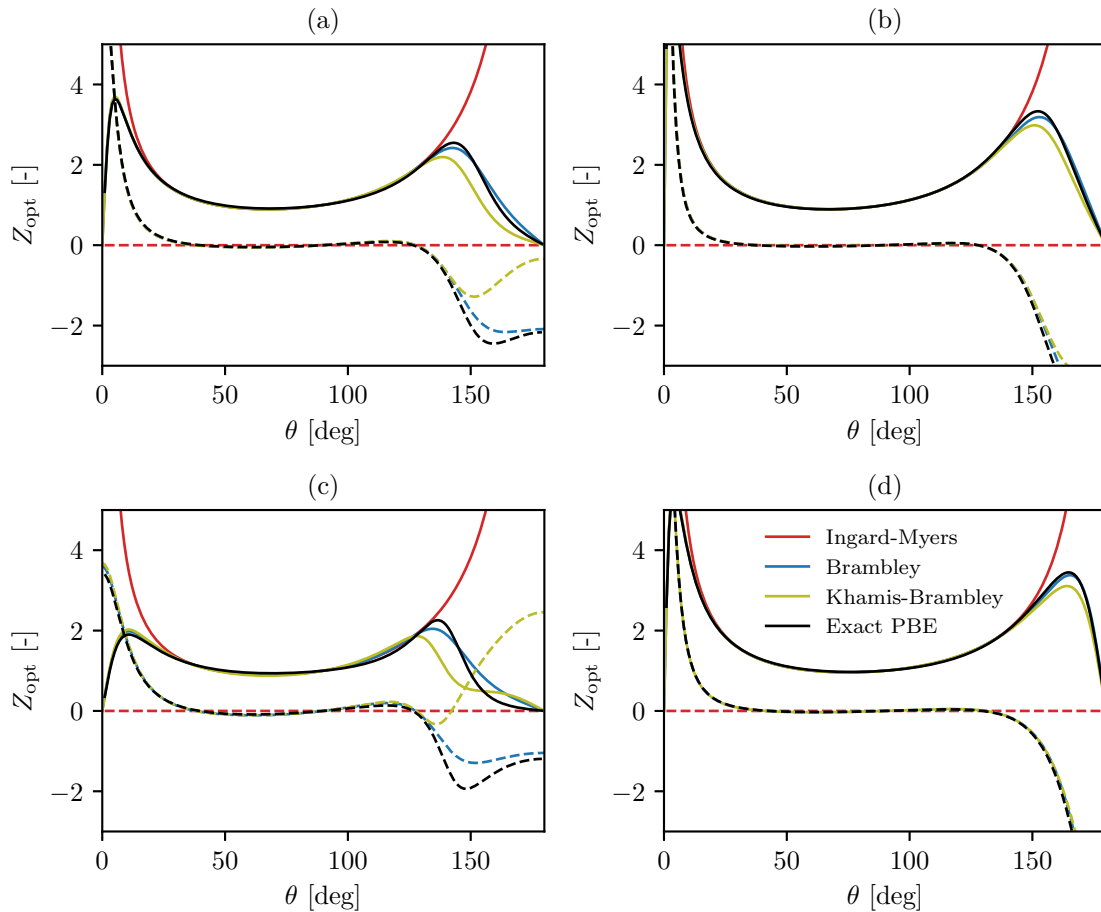 (a)
(b)
4
2
0
−2
Z_opt [-]
0
50
100
150
θ [deg]
4
2
0
−2
Z_opt [-]
0
50
100
150
θ [deg]
(c)
(d)
4
2
0
−2
Z_opt [-]
0
50
100
150
θ [deg]
4
2
0
−2
Z_opt [-]
0
50
100
150
θ [deg]
Ingard-Myers
Brambley
Khamis-Brambley
Exact PBE